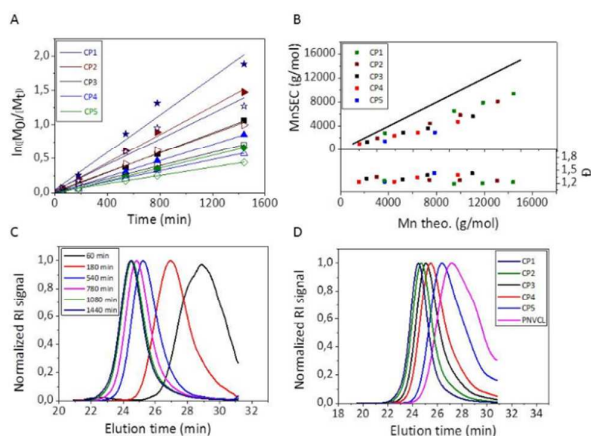 A
ln([M0]/[Mt])
2,0
1,5
1,0
0,5
0,0
CP1
CP2
CP3
CP4
CP5
0 400 800 1200 1600
Time (min)
B
MnSEC (g/mol)
16000
12000
8000
4000
0
CP1
CP2
CP3
CP4
CP5
1,8
1,5
1,2
Đ
0 4000 8000 12000 16000
Mn theo. (g/mol)
C
Normalized RI signal
1,0
0,8
0,6
0,4
0,2
0,0
60 min
180 min
540 min
780 min
1080 min
1440 min
20 22 24 26 28 30 32
Elution time (min)
D
Normalized RI signal
1,0
0,8
0,6
0,4
0,2
0,0
CP1
CP2
CP3
CP4
CP5
PNVCL
18 20 22 24 26 28 30 32 34
Elution time (min)